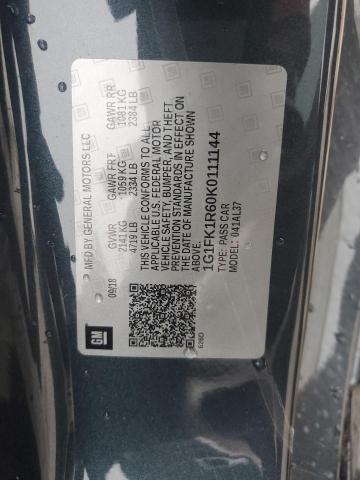 MFD BY GENERAL MOTORS LLC
09/18
GVWR
2141 KG
4719 LB
GAWR FRT
1059 KG
2334 LB
GAWR RR
1081 KG
2384 LB
THIS VEHICLE CONFORMS TO ALL
APPLICABLE U.S. FEDERAL MOTOR
VEHICLE SAFETY, BUMPER, AND THEFT
PREVENTION STANDARDS IN EFFECT ON
THE DATE OF MANUFACTURE SHOWN
ABOVE.
1G1FK1R60K0111144
TYPE: PASS CAR
MODEL: 041AL37
GM